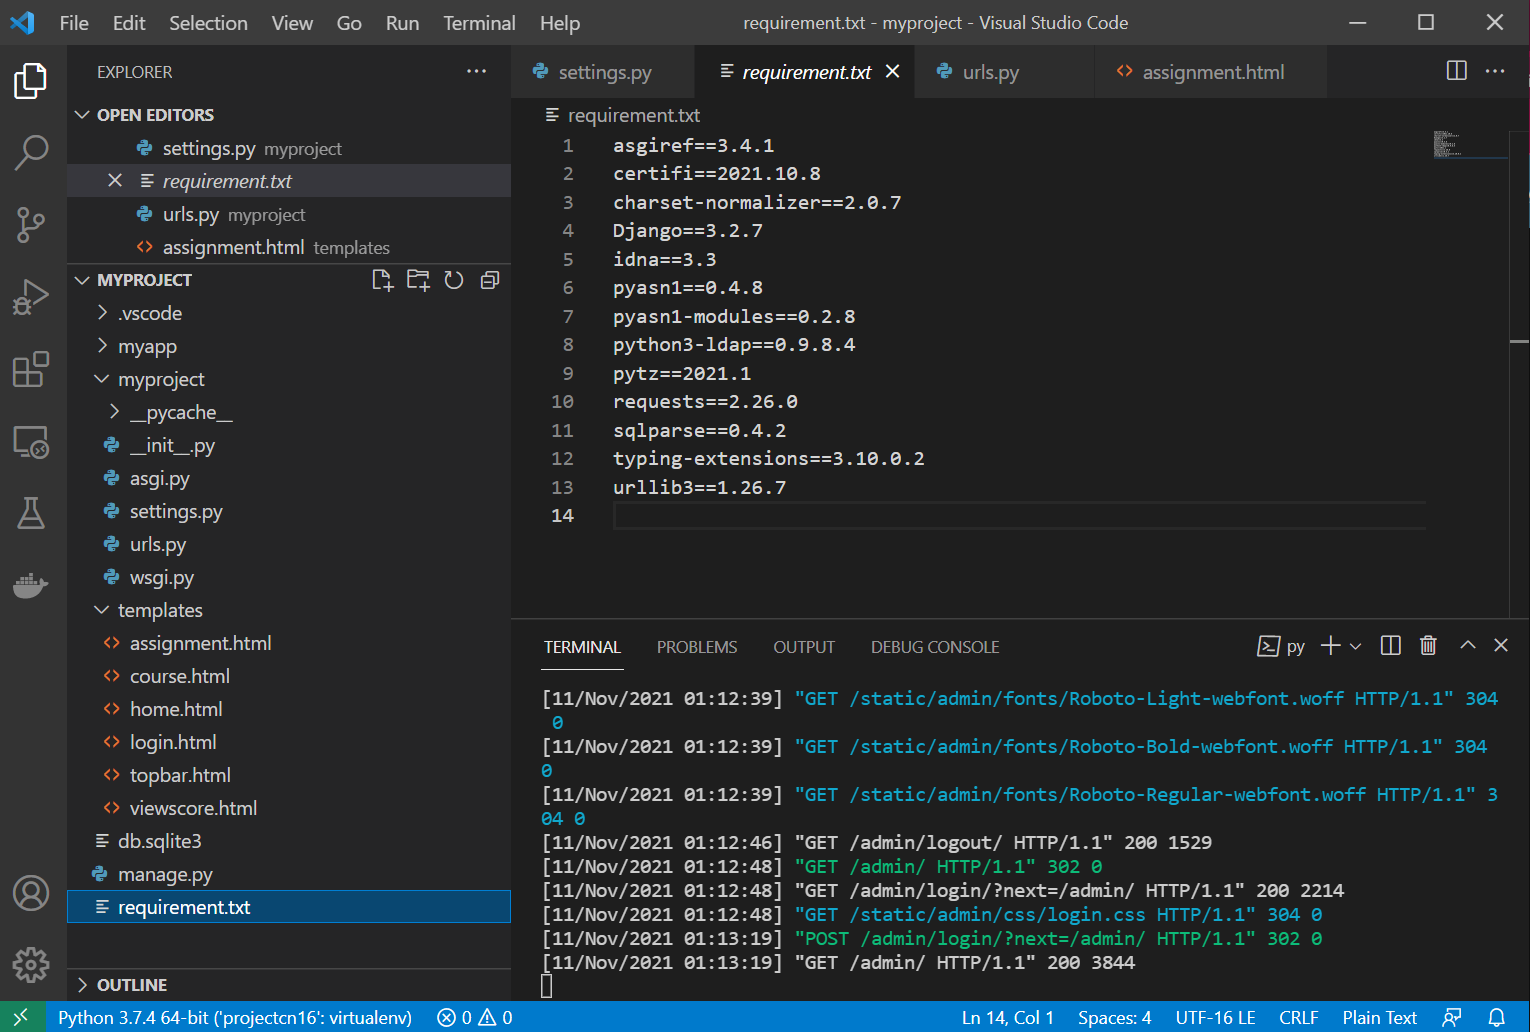 File Edit Selection View Go Run Terminal Help
requirement.txt - myproject - Visual Studio Code
EXPLORER
OPEN EDITORS
settings.py myproject
requirement.txt
urls.py myproject
assignment.html templates
MYPROJECT
.vscode
myapp
myproject
__pycache__
__init__.py
asgi.py
settings.py
urls.py
wsgi.py
templates
assignment.html
course.html
home.html
login.html
topbar.html
viewscore.html
db.sqlite3
manage.py
requirement.txt
OUTLINE
settings.py requirement.txt urls.py assignment.html
requirement.txt
1 asgiref==3.4.1
2 certifi==2021.10.8
3 charset-normalizer==2.0.7
4 Django==3.2.7
5 idna==3.3
6 pyasn1==0.4.8
7 pyasn1-modules==0.2.8
8 python3-ldap==0.9.8.4
9 pytz==2021.1
10 requests==2.26.0
11 sqlparse==0.4.2
12 typing-extensions==3.10.0.2
13 urllib3==1.26.7
14
TERMINAL PROBLEMS OUTPUT DEBUG CONSOLE py
[11/Nov/2021 01:12:39] "GET /static/admin/fonts/Roboto-Light-webfont.woff HTTP/1.1" 304
0
[11/Nov/2021 01:12:39] "GET /static/admin/fonts/Roboto-Bold-webfont.woff HTTP/1.1" 304
0
[11/Nov/2021 01:12:39] "GET /static/admin/fonts/Roboto-Regular-webfont.woff HTTP/1.1" 3
04 0
[11/Nov/2021 01:12:46] "GET /admin/logout/ HTTP/1.1" 200 1529
[11/Nov/2021 01:12:48] "GET /admin/ HTTP/1.1" 302 0
[11/Nov/2021 01:12:48] "GET /admin/login/?next=/admin/ HTTP/1.1" 200 2214
[11/Nov/2021 01:12:48] "GET /static/admin/css/login.css HTTP/1.1" 304 0
[11/Nov/2021 01:13:19] "POST /admin/login/?next=/admin/ HTTP/1.1" 302 0
[11/Nov/2021 01:13:19] "GET /admin/ HTTP/1.1" 200 3844
Python 3.7.4 64-bit ('projectcn16': virtualenv) 0 0 Ln 14, Col 1 Spaces: 4 UTF-16 LE CRLF Plain Text